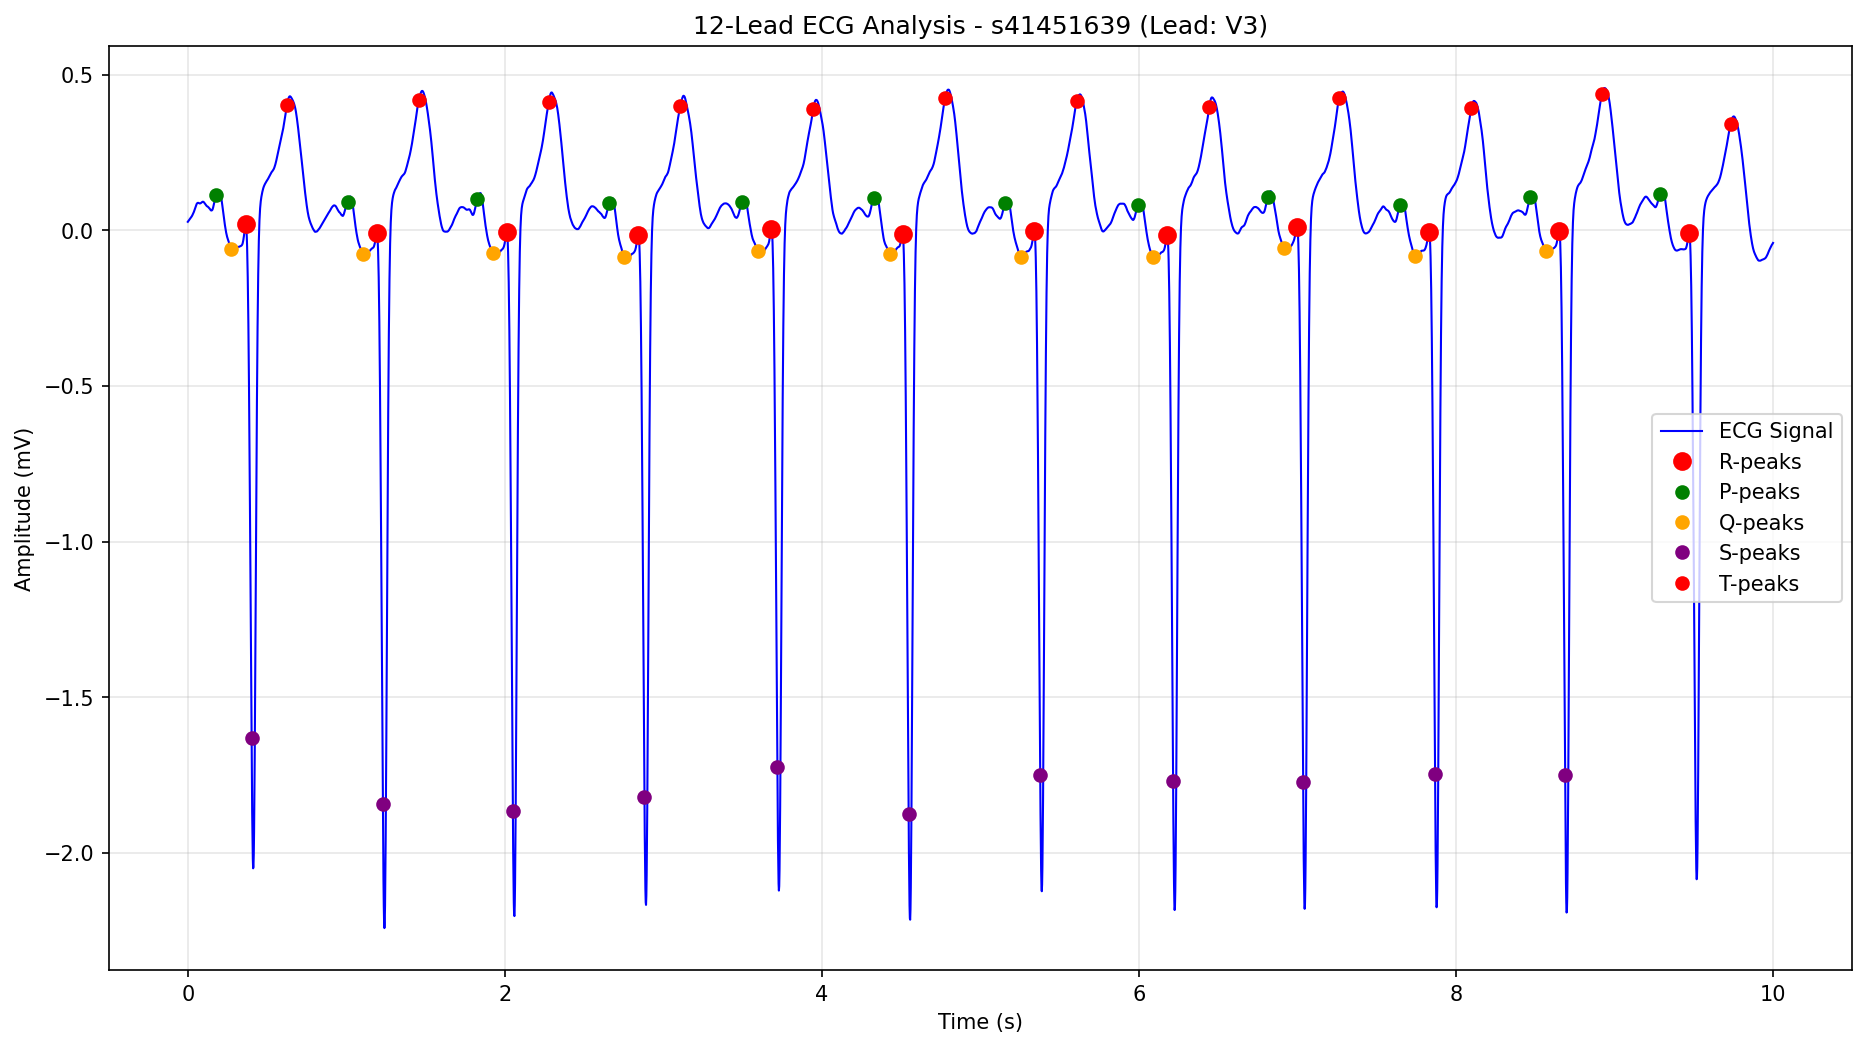 12-Lead ECG Analysis - s41451639 (Lead: V3)
0.5
0.0
−0.5
−1.0
−1.5
−2.0
Amplitude (mV)
ECG Signal
R-peaks
P-peaks
Q-peaks
S-peaks
T-peaks
0 2 4 6 8 10
Time (s)